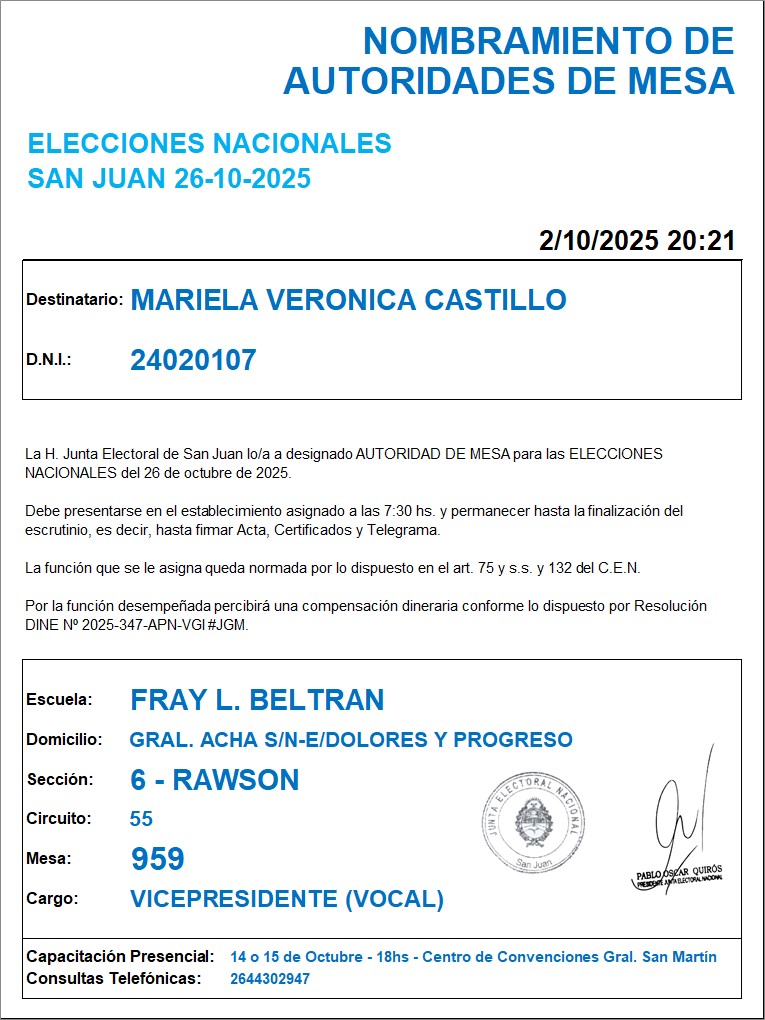 NOMBRAMIENTO DE
AUTORIDADES DE MESA
ELECCIONES NACIONALES
SAN JUAN 26-10-2025
2/10/2025 20:21
Destinatario: MARIELA VERONICA CASTILLO
D.N.I.: 24020107
La H. Junta Electoral de San Juan lo/a a designado AUTORIDAD DE MESA para las ELECCIONES
NACIONALES del 26 de octubre de 2025.
Debe presentarse en el establecimiento asignado a las 7:30 hs. y permanecer hasta la finalización del
escrutinio, es decir, hasta firmar Acta, Certificados y Telegrama.
La función que se le asigna queda normada por lo dispuesto en el art. 75 y s.s. y 132 del C.E.N.
Por la función desempeñada percibirá una compensación dineraria conforme lo dispuesto por Resolución
DINE Nº 2025-347-APN-VGI#JGM.
Escuela: FRAY L. BELTRAN
Domicilio: GRAL. ACHA S/N-E/DOLORES Y PROGRESO
Sección: 6 - RAWSON
Circuito: 55
Mesa: 959
Cargo: VICEPRESIDENTE (VOCAL)
JUNTA ELECTORAL NACIONAL
San Juan
PABLO OSCAR QUIRÓS
PRESIDENTE JUNTA ELECTORAL NACIONAL
Capacitación Presencial: 14 o 15 de Octubre - 18hs - Centro de Convenciones Gral. San Martín
Consultas Telefónicas: 2644302947